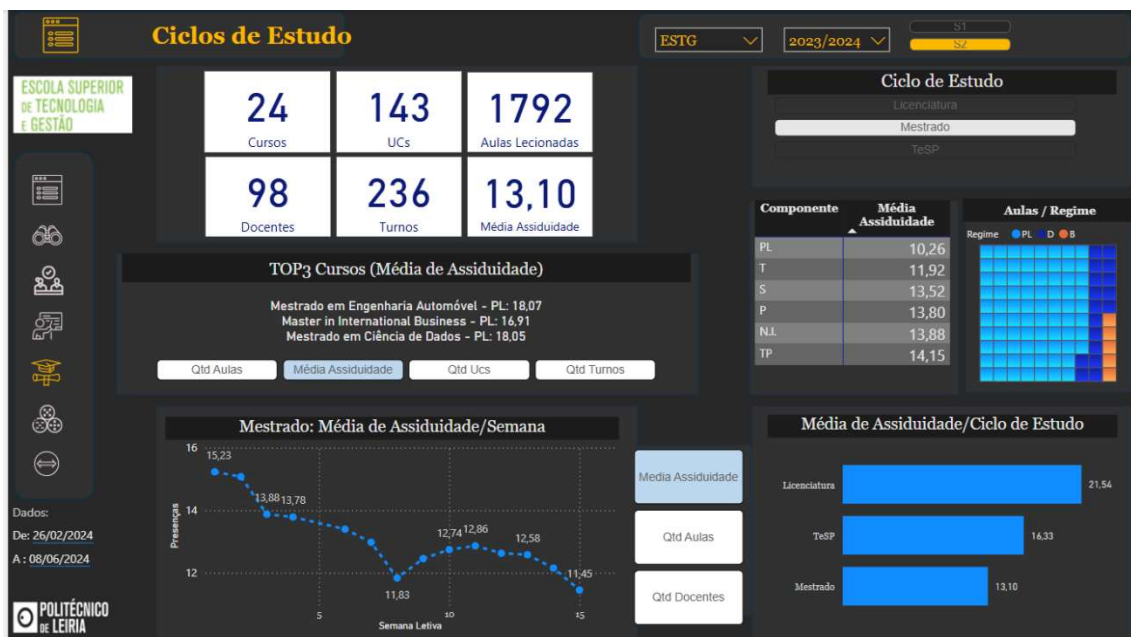 Ciclos de Estudo
ESTG
2023/2024
S1
S2
ESCOLA SUPERIOR
DE TECNOLOGIA
E GESTÃO
24
Cursos
143
UCs
1792
Aulas Lecionadas
98
Docentes
236
Turnos
13,10
Média Assiduidade
Ciclo de Estudo
Licenciatura
Mestrado
TeSP
TOP3 Cursos (Média de Assiduidade)
Mestrado em Engenharia Automóvel - PL: 18,07
Master in International Business - PL: 16,91
Mestrado em Ciência de Dados - PL: 18,05
Qtd Aulas
Média Assiduidade
Qtd Ucs
Qtd Turnos
Componente Média Assiduidade
PL 10,26
T 11,92
S 13,52
P 13,80
N.I. 13,88
TP 14,15
Aulas / Regime
Regime PL D B
Mestrado: Média de Assiduidade/Semana
Presenças
16
14
12
15,23
13,88
13,78
11,83
12,74
12,86
12,58
11,45
5
10
15
Semana Letiva
Media Assiduidade
Qtd Aulas
Qtd Docentes
Média de Assiduidade/Ciclo de Estudo
Licenciatura 21,54
TeSP 16,33
Mestrado 13,10
Dados:
De: 26/02/2024
A : 08/06/2024
POLITÉCNICO
DE LEIRIA